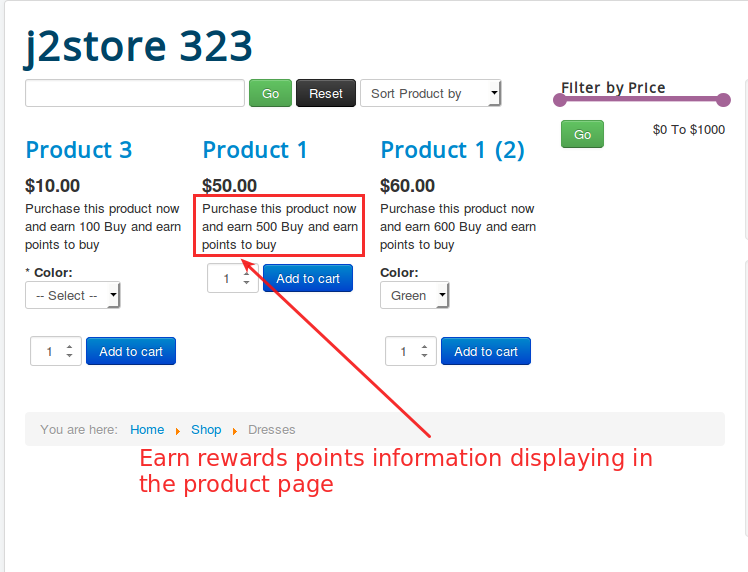 j2store 323
Go
Reset
Sort Product by
Filter by Price
Go
$0 To $1000
Product 3
$10.00
Purchase this product now
and earn 100 Buy and earn
points to buy
* Color:
-- Select --
1
Add to cart
Product 1
$50.00
Purchase this product now
and earn 500 Buy and earn
points to buy
1
Add to cart
Product 1 (2)
$60.00
Purchase this product now
and earn 600 Buy and earn
points to buy
Color:
Green
1
Add to cart
You are here: Home Shop Dresses
Earn rewards points information displaying in
the product page